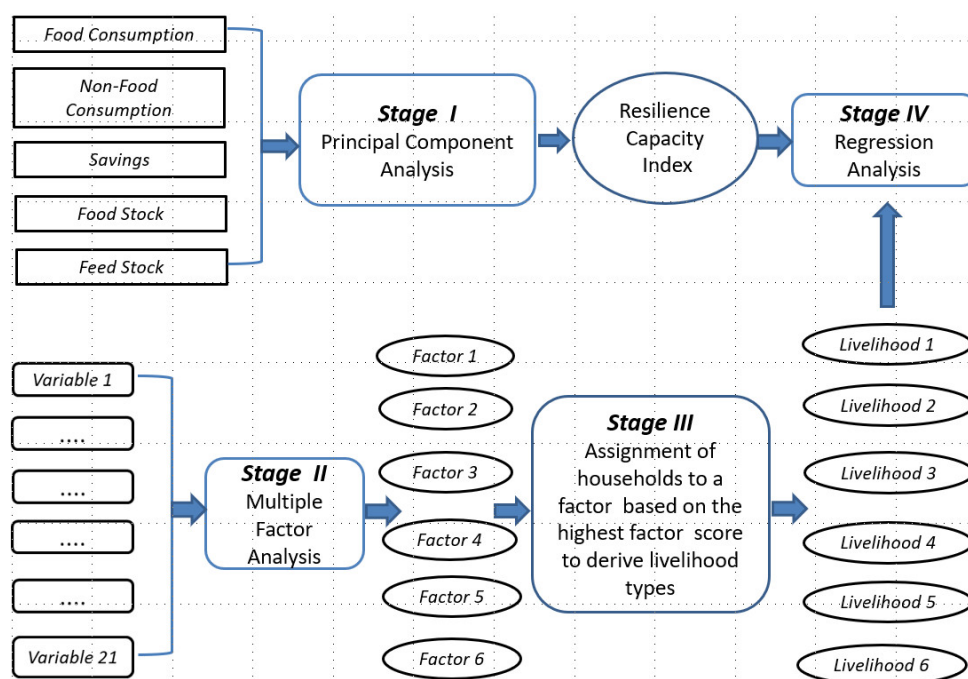 Food Consumption
Non-Food
Consumption
Savings
Food Stock
Feed Stock
Stage I
Principal Component
Analysis
Resilience
Capacity
Index
Stage IV
Regression
Analysis
Variable 1
....
....
....
....
Variable 21
Stage II
Multiple
Factor
Analysis
Factor 1
Factor 2
Factor 3
Factor 4
Factor 5
Factor 6
Stage III
Assignment of
households to a
factor based on the
highest factor score
to derive livelihood
types
Livelihood 1
Livelihood 2
Livelihood 3
Livelihood 4
Livelihood 5
Livelihood 6